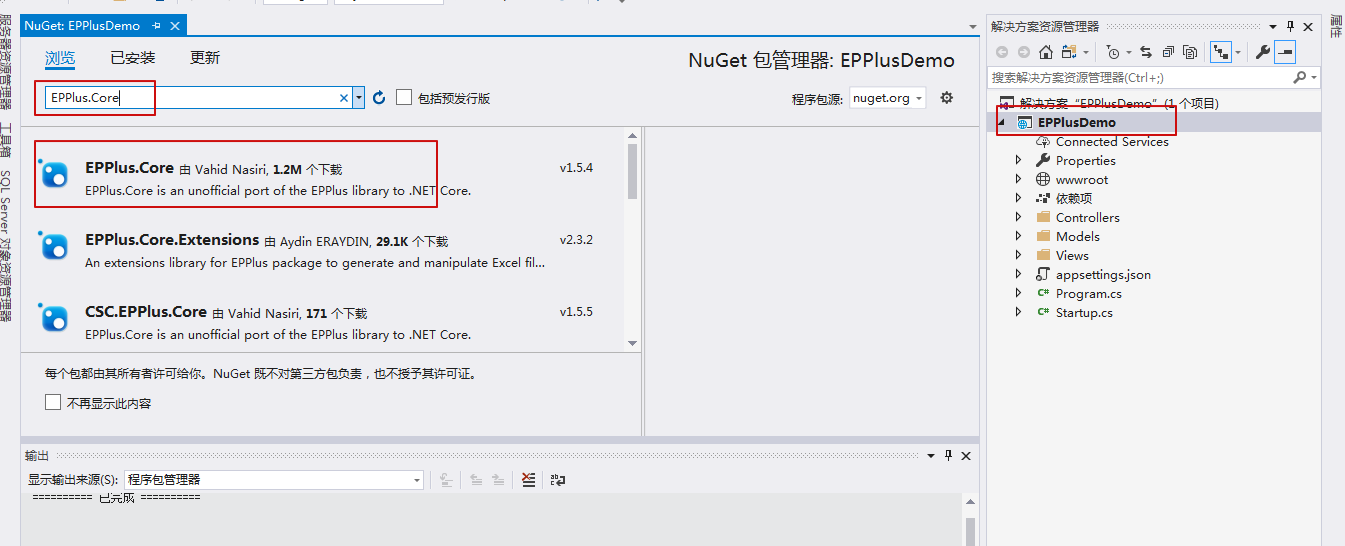 NuGet: EPPlusDemo
浏览 已安装 更新
NuGet 包管理器: EPPlusDemo
EPPlus.Core
包括预发行版
程序包源: nuget.org
EPPlus.Core 由 Vahid Nasiri, 1.2M 个下载 v1.5.4
EPPlus.Core is an unofficial port of the EPPlus library to .NET Core.
EPPlus.Core.Extensions 由 Aydin ERAYDIN, 29.1K 个下载 v2.3.2
An extensions library for EPPlus package to generate and manipulate Excel fil...
CSC.EPPlus.Core 由 Vahid Nasiri, 171 个下载 v1.5.5
EPPlus.Core is an unofficial port of the EPPlus library to .NET Core.
每个包都由其所有者许可给你。NuGet 既不对第三方包负责，也不授予其许可证。
不再显示此内容
输出
显示输出来源(S): 程序包管理器
========== 已完成 ==========
解决方案资源管理器
搜索解决方案资源管理器(Ctrl+;)
解决方案"EPPlusDemo"(1 个项目)
EPPlusDemo
Connected Services
Properties
wwwroot
依赖项
Controllers
Models
Views
appsettings.json
C# Program.cs
C# Startup.cs
服务器资源管理器
工具箱
SQL Server 对象资源管理器
属性